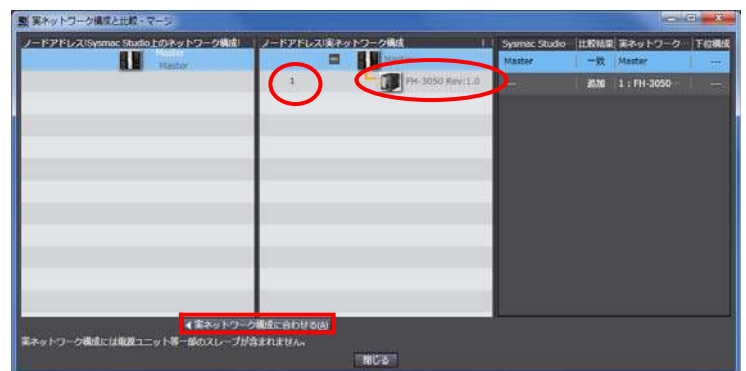 実ネットワーク構成と比較・マージ
ノードアドレス|Sysmac Studio上のネットワーク構成|
ノードアドレス|実ネットワーク構成
Sysmac Studio
比較結果
実ネットワーク
下位構成
Master
Master
Master
Master
一致
Master
---
1
FH-3050 Rev:1.0
---
追加
1 : FH-3050
---
◀ 実ネットワーク構成に合わせる(A)
実ネットワーク構成には電源ユニット等一部のスレーブが含まれません。
閉じる